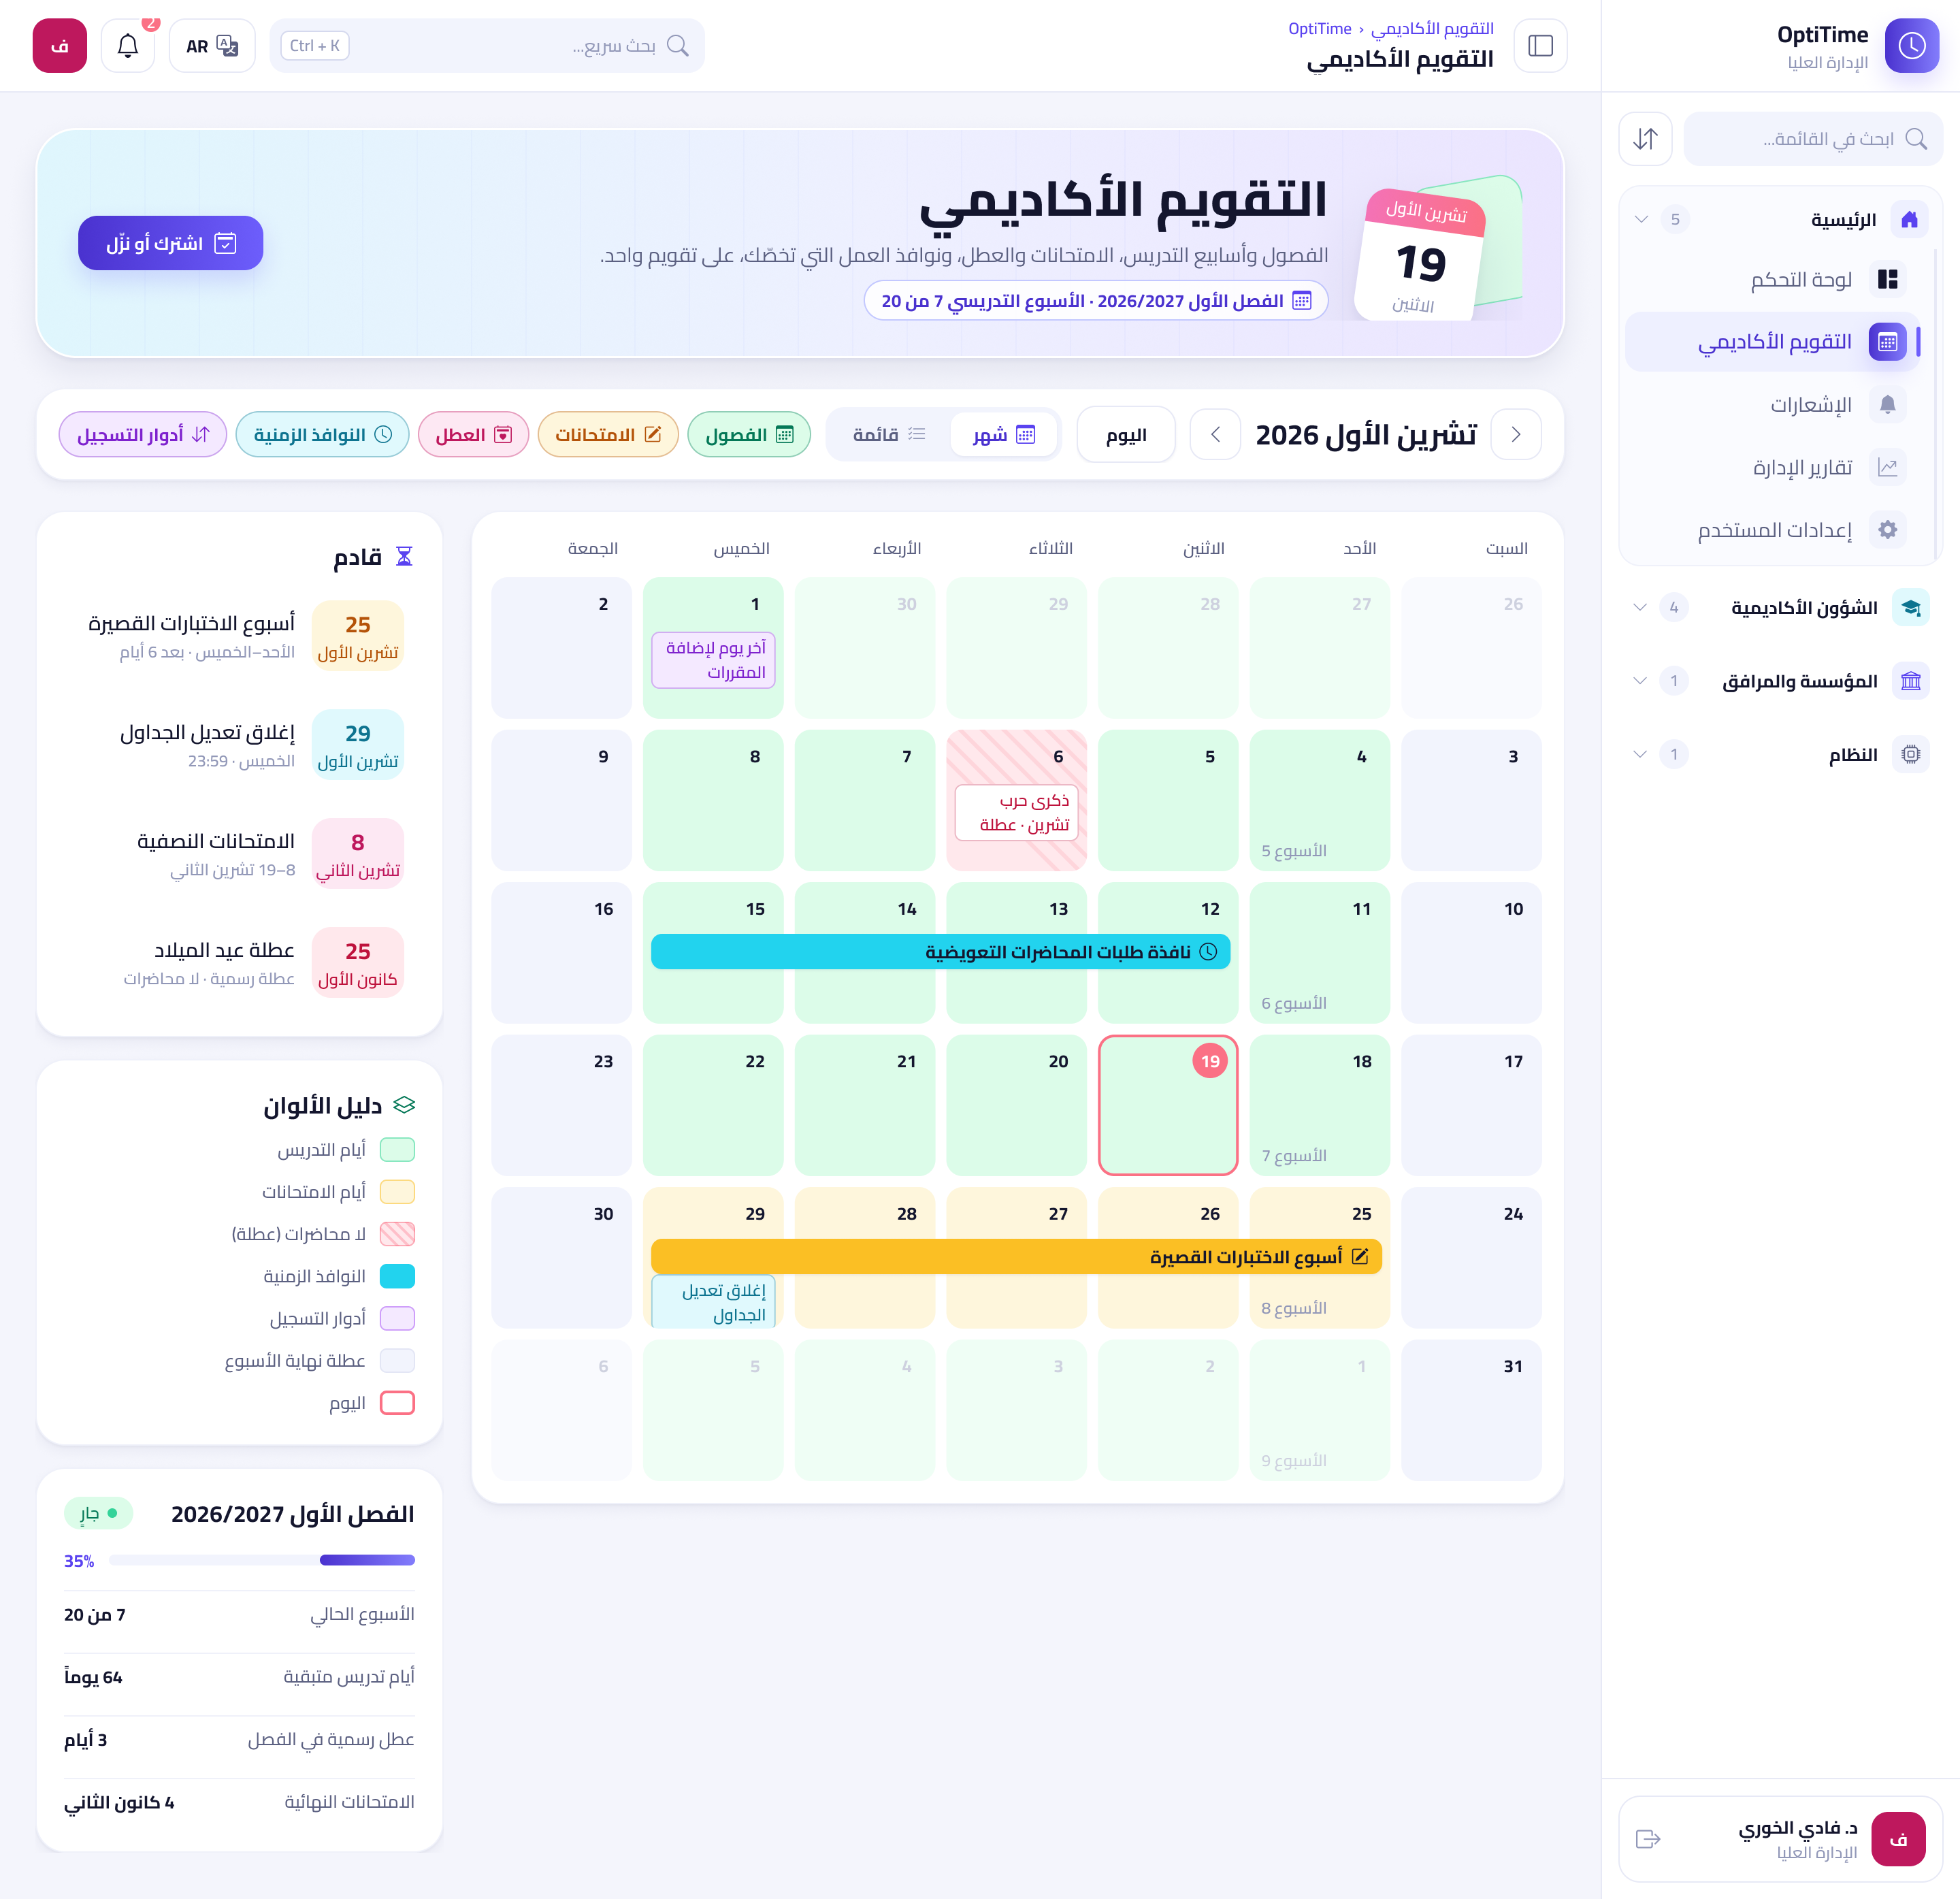 OptiTime
الإدارة العليا
التقويم الأكاديمي ‹ OptiTime
التقويم الأكاديمي
بحث سريع...
Ctrl + K
AR
2
ف
ابحث في القائمة...
الرئيسية
5
لوحة التحكم
التقويم الأكاديمي
الإشعارات
تقارير الإدارة
إعدادات المستخدم
الشؤون الأكاديمية
4
المؤسسة والمرافق
1
النظام
1
د. فادي الخوري
الإدارة العليا
ف
تشرين الأول
19
الاثنين
التقويم الأكاديمي
الفصول وأسابيع التدريس، الامتحانات والعطل، ونوافذ العمل التي تخصّك، على تقويم واحد.
الفصل الأول 2026/2027 · الأسبوع التدريسي 7 من 20
اشترك أو نزّل
تشرين الأول 2026
اليوم
شهر
قائمة
الفصول
الامتحانات
العطل
النوافذ الزمنية
أدوار التسجيل
السبت الأحد الاثنين الثلاثاء الأربعاء الخميس الجمعة
26 27 28 29 30 1 2
آخر يوم لإضافة
المقررات
3 4 5 6 7 8 9
ذكرى حرب
تشرين · عطلة
الأسبوع 5
10 11 12 13 14 15 16
نافذة طلبات المحاضرات التعويضية
الأسبوع 6
17 18 19 20 21 22 23
الأسبوع 7
24 25 26 27 28 29 30
أسبوع الاختبارات القصيرة
إغلاق تعديل
الجداول
الأسبوع 8
31 1 2 3 4 5 6
الأسبوع 9
قادم
25
تشرين الأول
أسبوع الاختبارات القصيرة
الأحد–الخميس · بعد 6 أيام
29
تشرين الأول
إغلاق تعديل الجداول
الخميس · 23:59
8
تشرين الثاني
الامتحانات النصفية
8–19 تشرين الثاني
25
كانون الأول
عطلة عيد الميلاد
عطلة رسمية · لا محاضرات
دليل الألوان
أيام التدريس
أيام الامتحانات
لا محاضرات (عطلة)
النوافذ الزمنية
أدوار التسجيل
عطلة نهاية الأسبوع
اليوم
الفصل الأول 2026/2027
جارٍ
35%
الأسبوع الحالي
7 من 20
أيام تدريس متبقية
64 يوماً
عطل رسمية في الفصل
3 أيام
الامتحانات النهائية
4 كانون الثاني